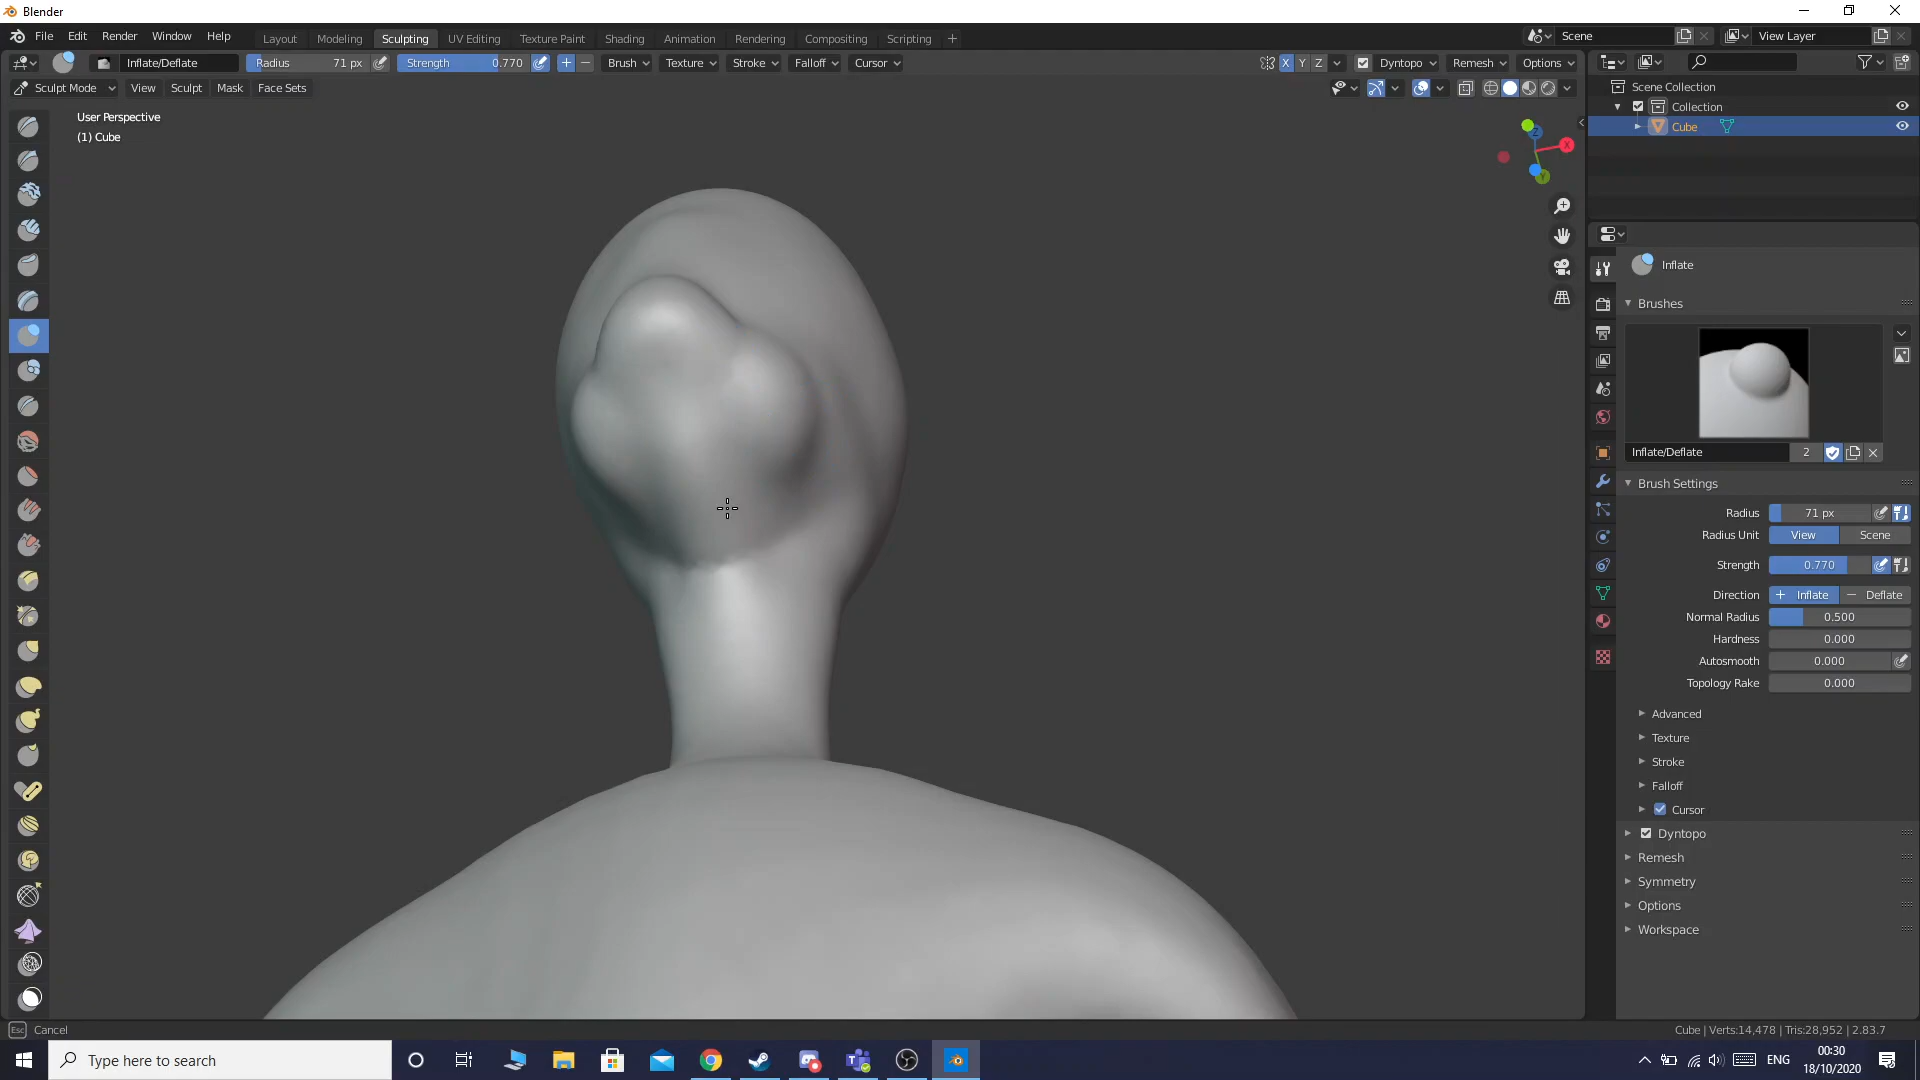 Blender
File Edit Render Window Help
Layout Modeling Sculpting UV Editing Texture Paint Shading Animation Rendering Compositing Scripting +
Scene View Layer
Inflate/Deflate Radius 71 px Strength 0.770 + − Brush Texture Stroke Falloff Cursor X Y Z Dyntopo Remesh Options
Sculpt Mode View Sculpt Mask Face Sets
Scene Collection
Collection
Cube
User Perspective
(1) Cube
Z X Y
Inflate
Brushes
Inflate/Deflate 2
Brush Settings
Radius 71 px
Radius Unit View Scene
Strength 0.770
Direction + Inflate − Deflate
Normal Radius 0.500
Hardness 0.000
Autosmooth 0.000
Topology Rake 0.000
Advanced
Texture
Stroke
Falloff
Cursor
Dyntopo
Remesh
Symmetry
Options
Workspace
Esc Cancel
Cube | Verts:14,478 | Tris:28,952 | 2.83.7
Type here to search
ENG
00:30
18/10/2020